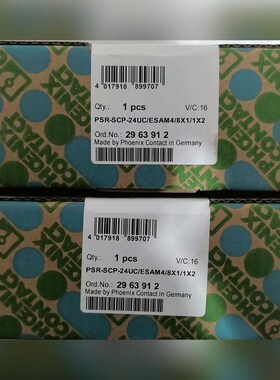 4 017918 899707
Qty.: 1 pcs V/C:16
PSR-SCP-24UC/ESAM4/8X1/1X2
Ord.No.: 29 63 91 2
Made by Phoenix Contact in Germany
4 017918 899707
Qty.: 1 pcs V/C:16
PSR-SCP-24UC/ESAM4/8X1/1X2
Ord.No.: 29 63 91 2
Made by Phoenix Contact in Germany